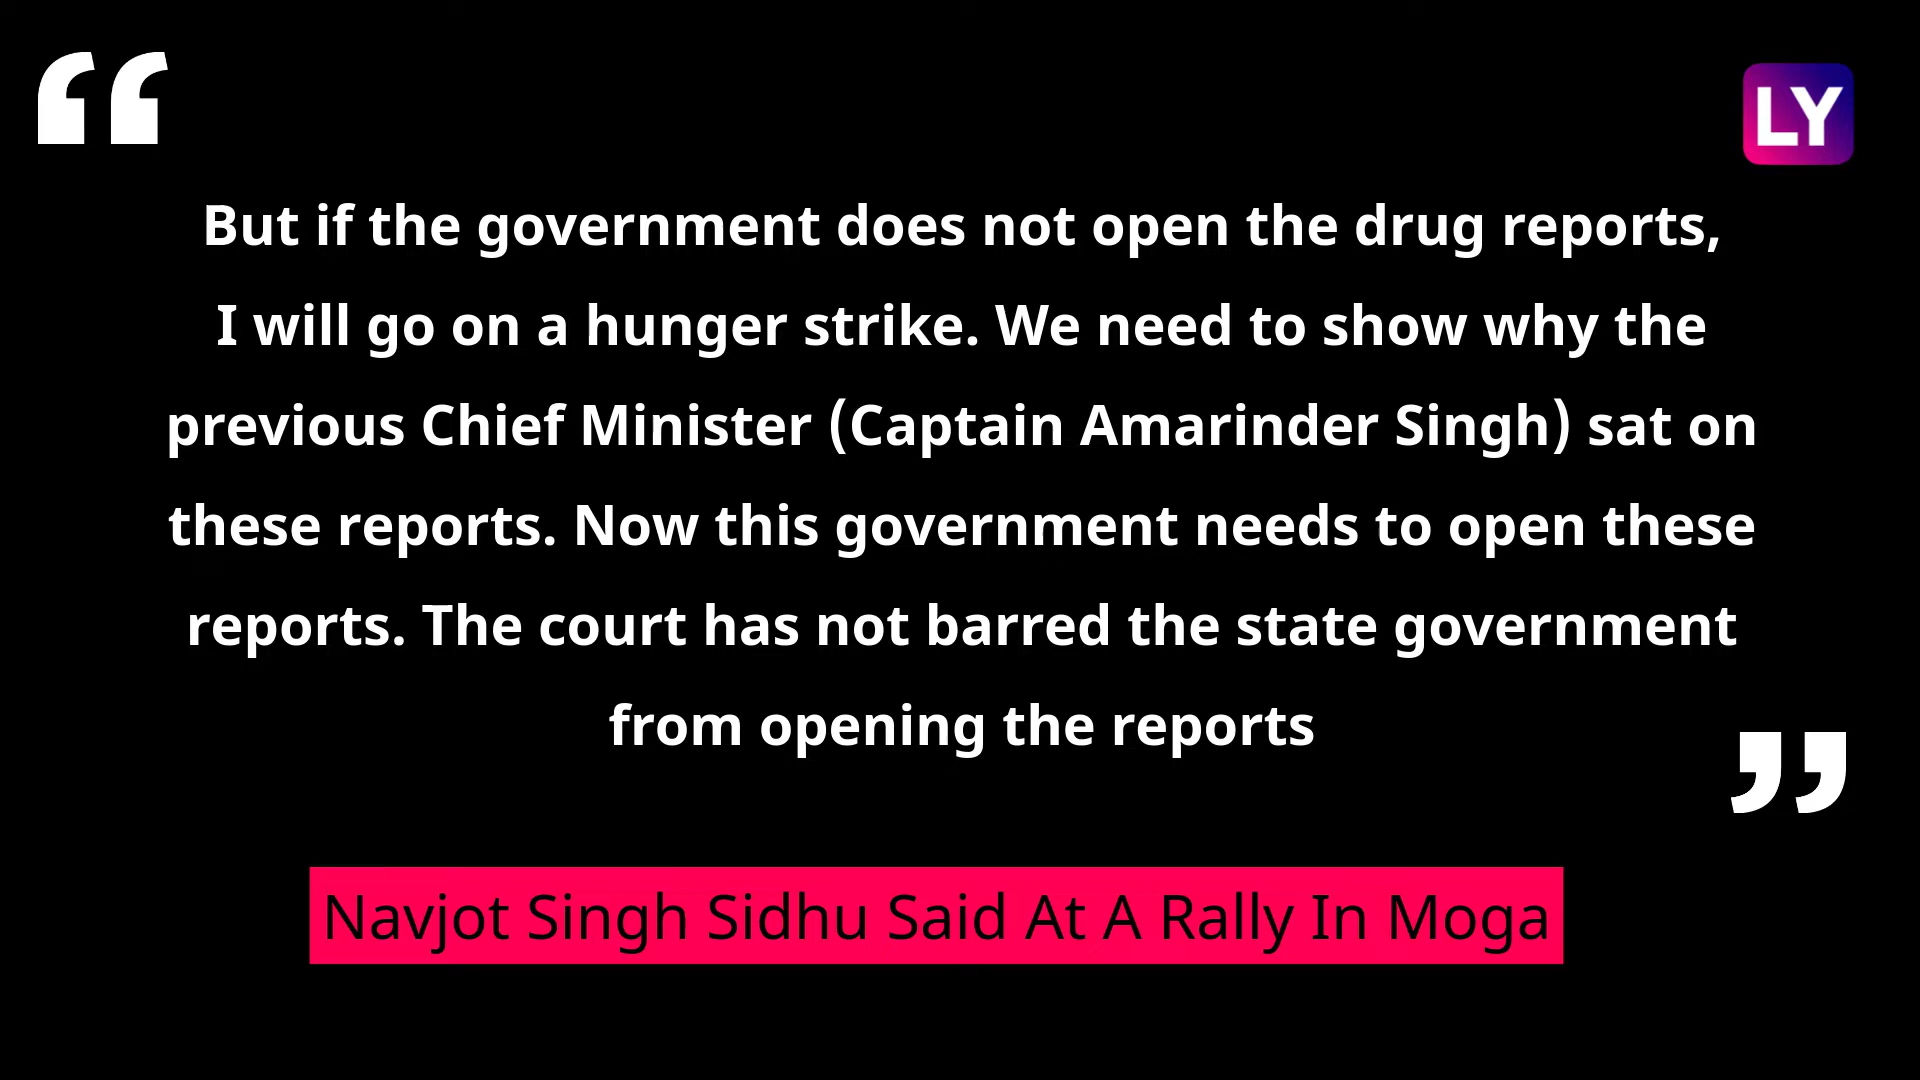 “
LY
But if the government does not open the drug reports,
I will go on a hunger strike. We need to show why the
previous Chief Minister (Captain Amarinder Singh) sat on
these reports. Now this government needs to open these
reports. The court has not barred the state government
from opening the reports
”
Navjot Singh Sidhu Said At A Rally In Moga